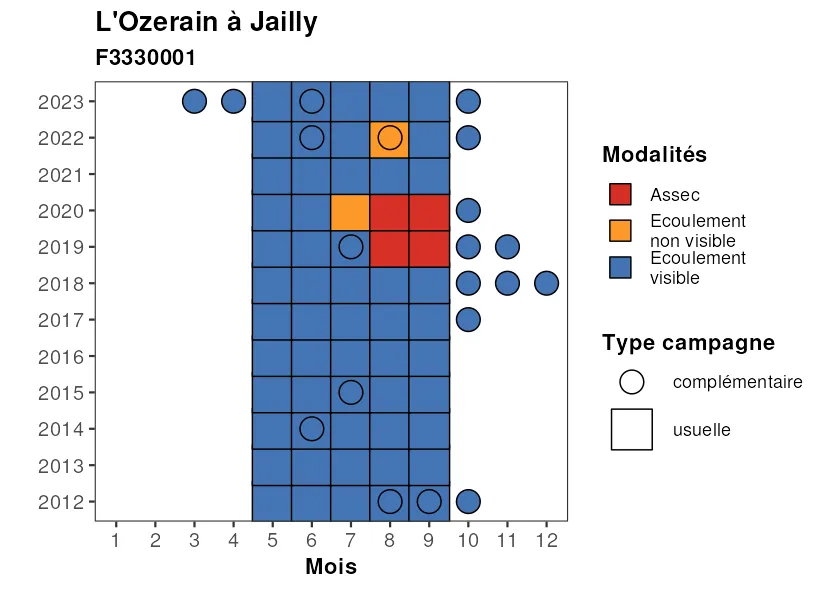 L'Ozerain à Jailly
F3330001
2023
2022
2021
2020
2019
2018
2017
2016
2015
2014
2013
2012
1 2 3 4 5 6 7 8 9 10 11 12
Mois
Modalités
Assec
Ecoulement
non visible
Ecoulement
visible
Type campagne
complémentaire
usuelle